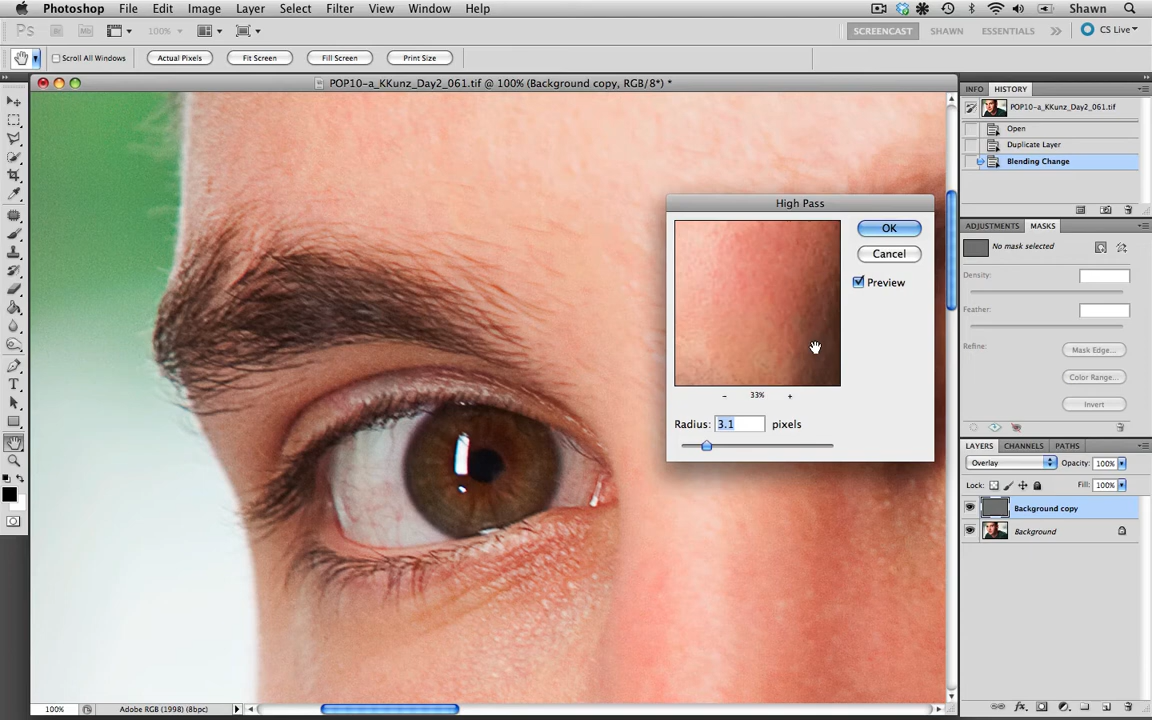 Photoshop File Edit Image Layer Select Filter View Window Help Shawn
Ps Br Mb 100% SCREENCAST SHAWN ESSENTIALS CS Live
Scroll All Windows Actual Pixels Fit Screen Fill Screen Print Size
POP10-a_KKunz_Day2_061.tif @ 100% (Background copy, RGB/8*) *
INFO HISTORY
POP10-a_KKunz_Day2_061.tif
Open
Duplicate Layer
Blending Change
High Pass
OK
Cancel
Preview
33%
Radius: 3.1 pixels
ADJUSTMENTS MASKS
No mask selected
Density:
Feather:
Refine: Mask Edge...
Color Range...
Invert
LAYERS CHANNELS PATHS
Overlay Opacity: 100%
Lock: Fill: 100%
Background copy
Background
100% Adobe RGB (1998) (8bpc)